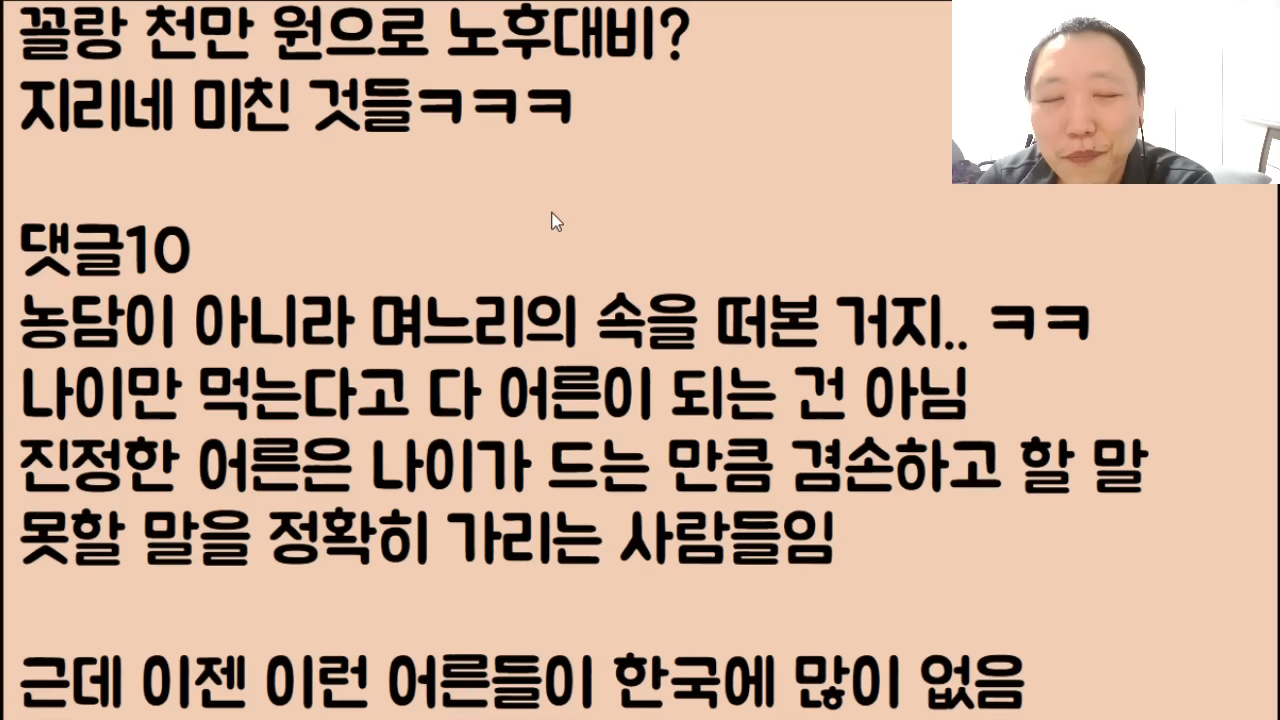 꼴랑 천만 원으로 노후대비?
지리네 미친 것들ㅋㅋㅋ
댓글10
농담이 아니라 며느리의 속을 떠본 거지.. ㅋㅋ
나이만 먹는다고 다 어른이 되는 건 아님
진정한 어른은 나이가 드는 만큼 겸손하고 할 말
못할 말을 정확히 가리는 사람들임
근데 이젠 이런 어른들이 한국에 많이 없음